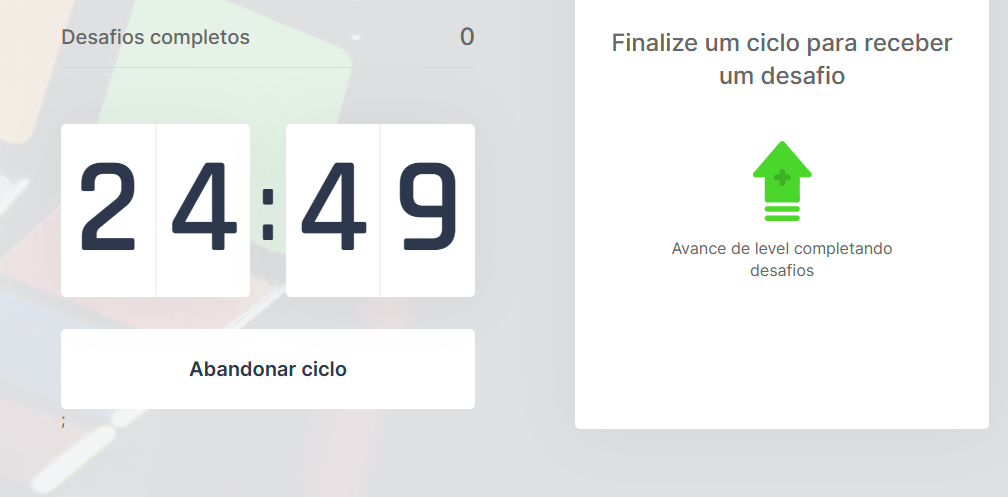 Desafios completos 0
24:49
Abandonar ciclo
;
Finalize um ciclo para receber
um desafio
Avance de level completando
desafios